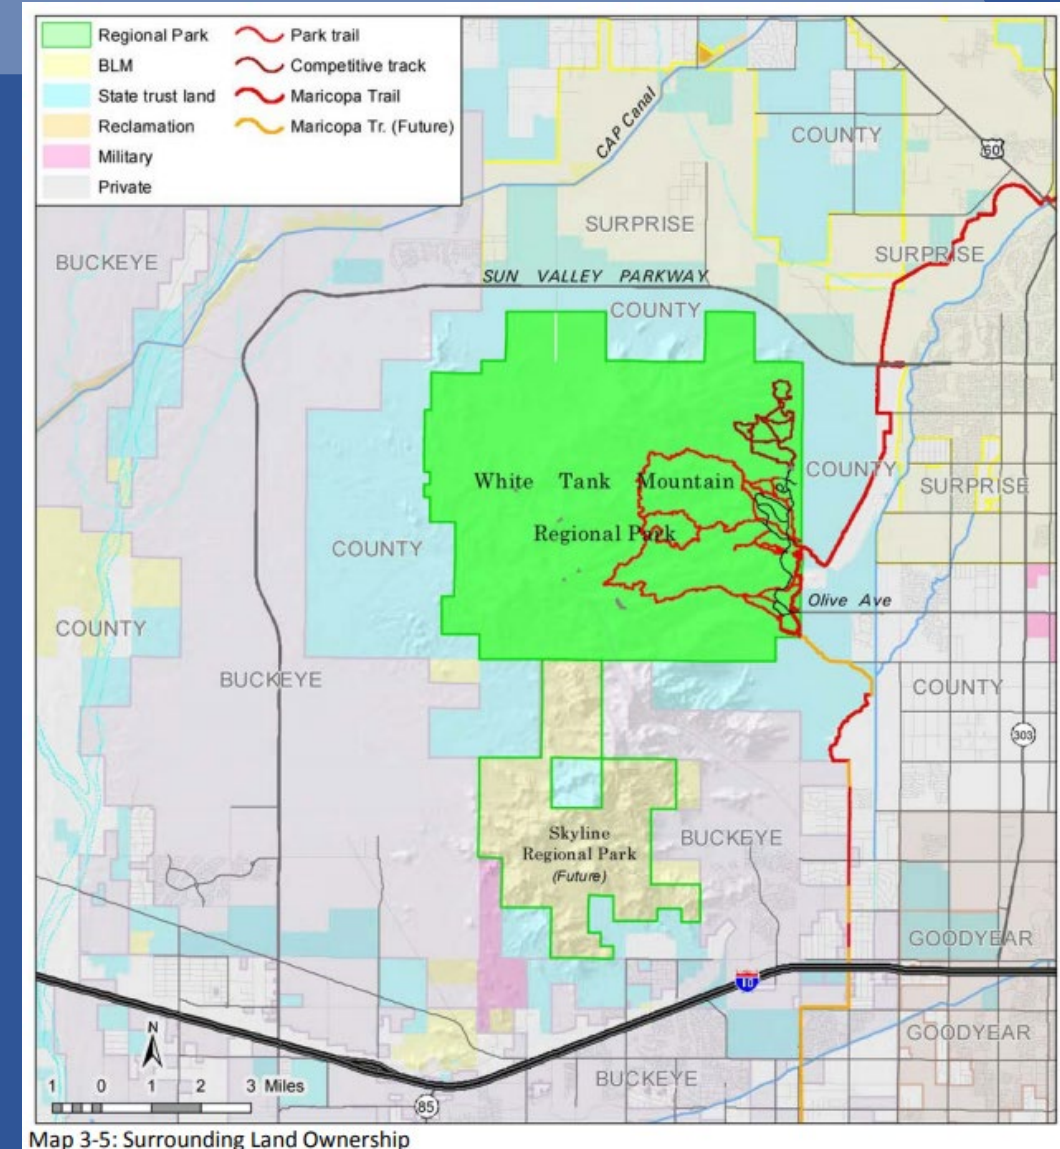 Regional Park
BLM
State trust land
Reclamation
Military
Private
Park trail
Competitive track
Maricopa Trail
Maricopa Tr. (Future)
CAP Canal
COUNTY
60
SURPRISE
BUCKEYE
SURPRISE
SUN VALLEY PARKWAY
COUNTY
White Tank Mountain
Regional Park
COUNTY
SURPRISE
COUNTY
Olive Ave
COUNTY
BUCKEYE
COUNTY
303
Skyline
Regional Park
(Future)
BUCKEYE
GOODYEAR
10
GOODYEAR
BUCKEYE
N
1 0 1 2 3 Miles
85
Map 3-5: Surrounding Land Ownership